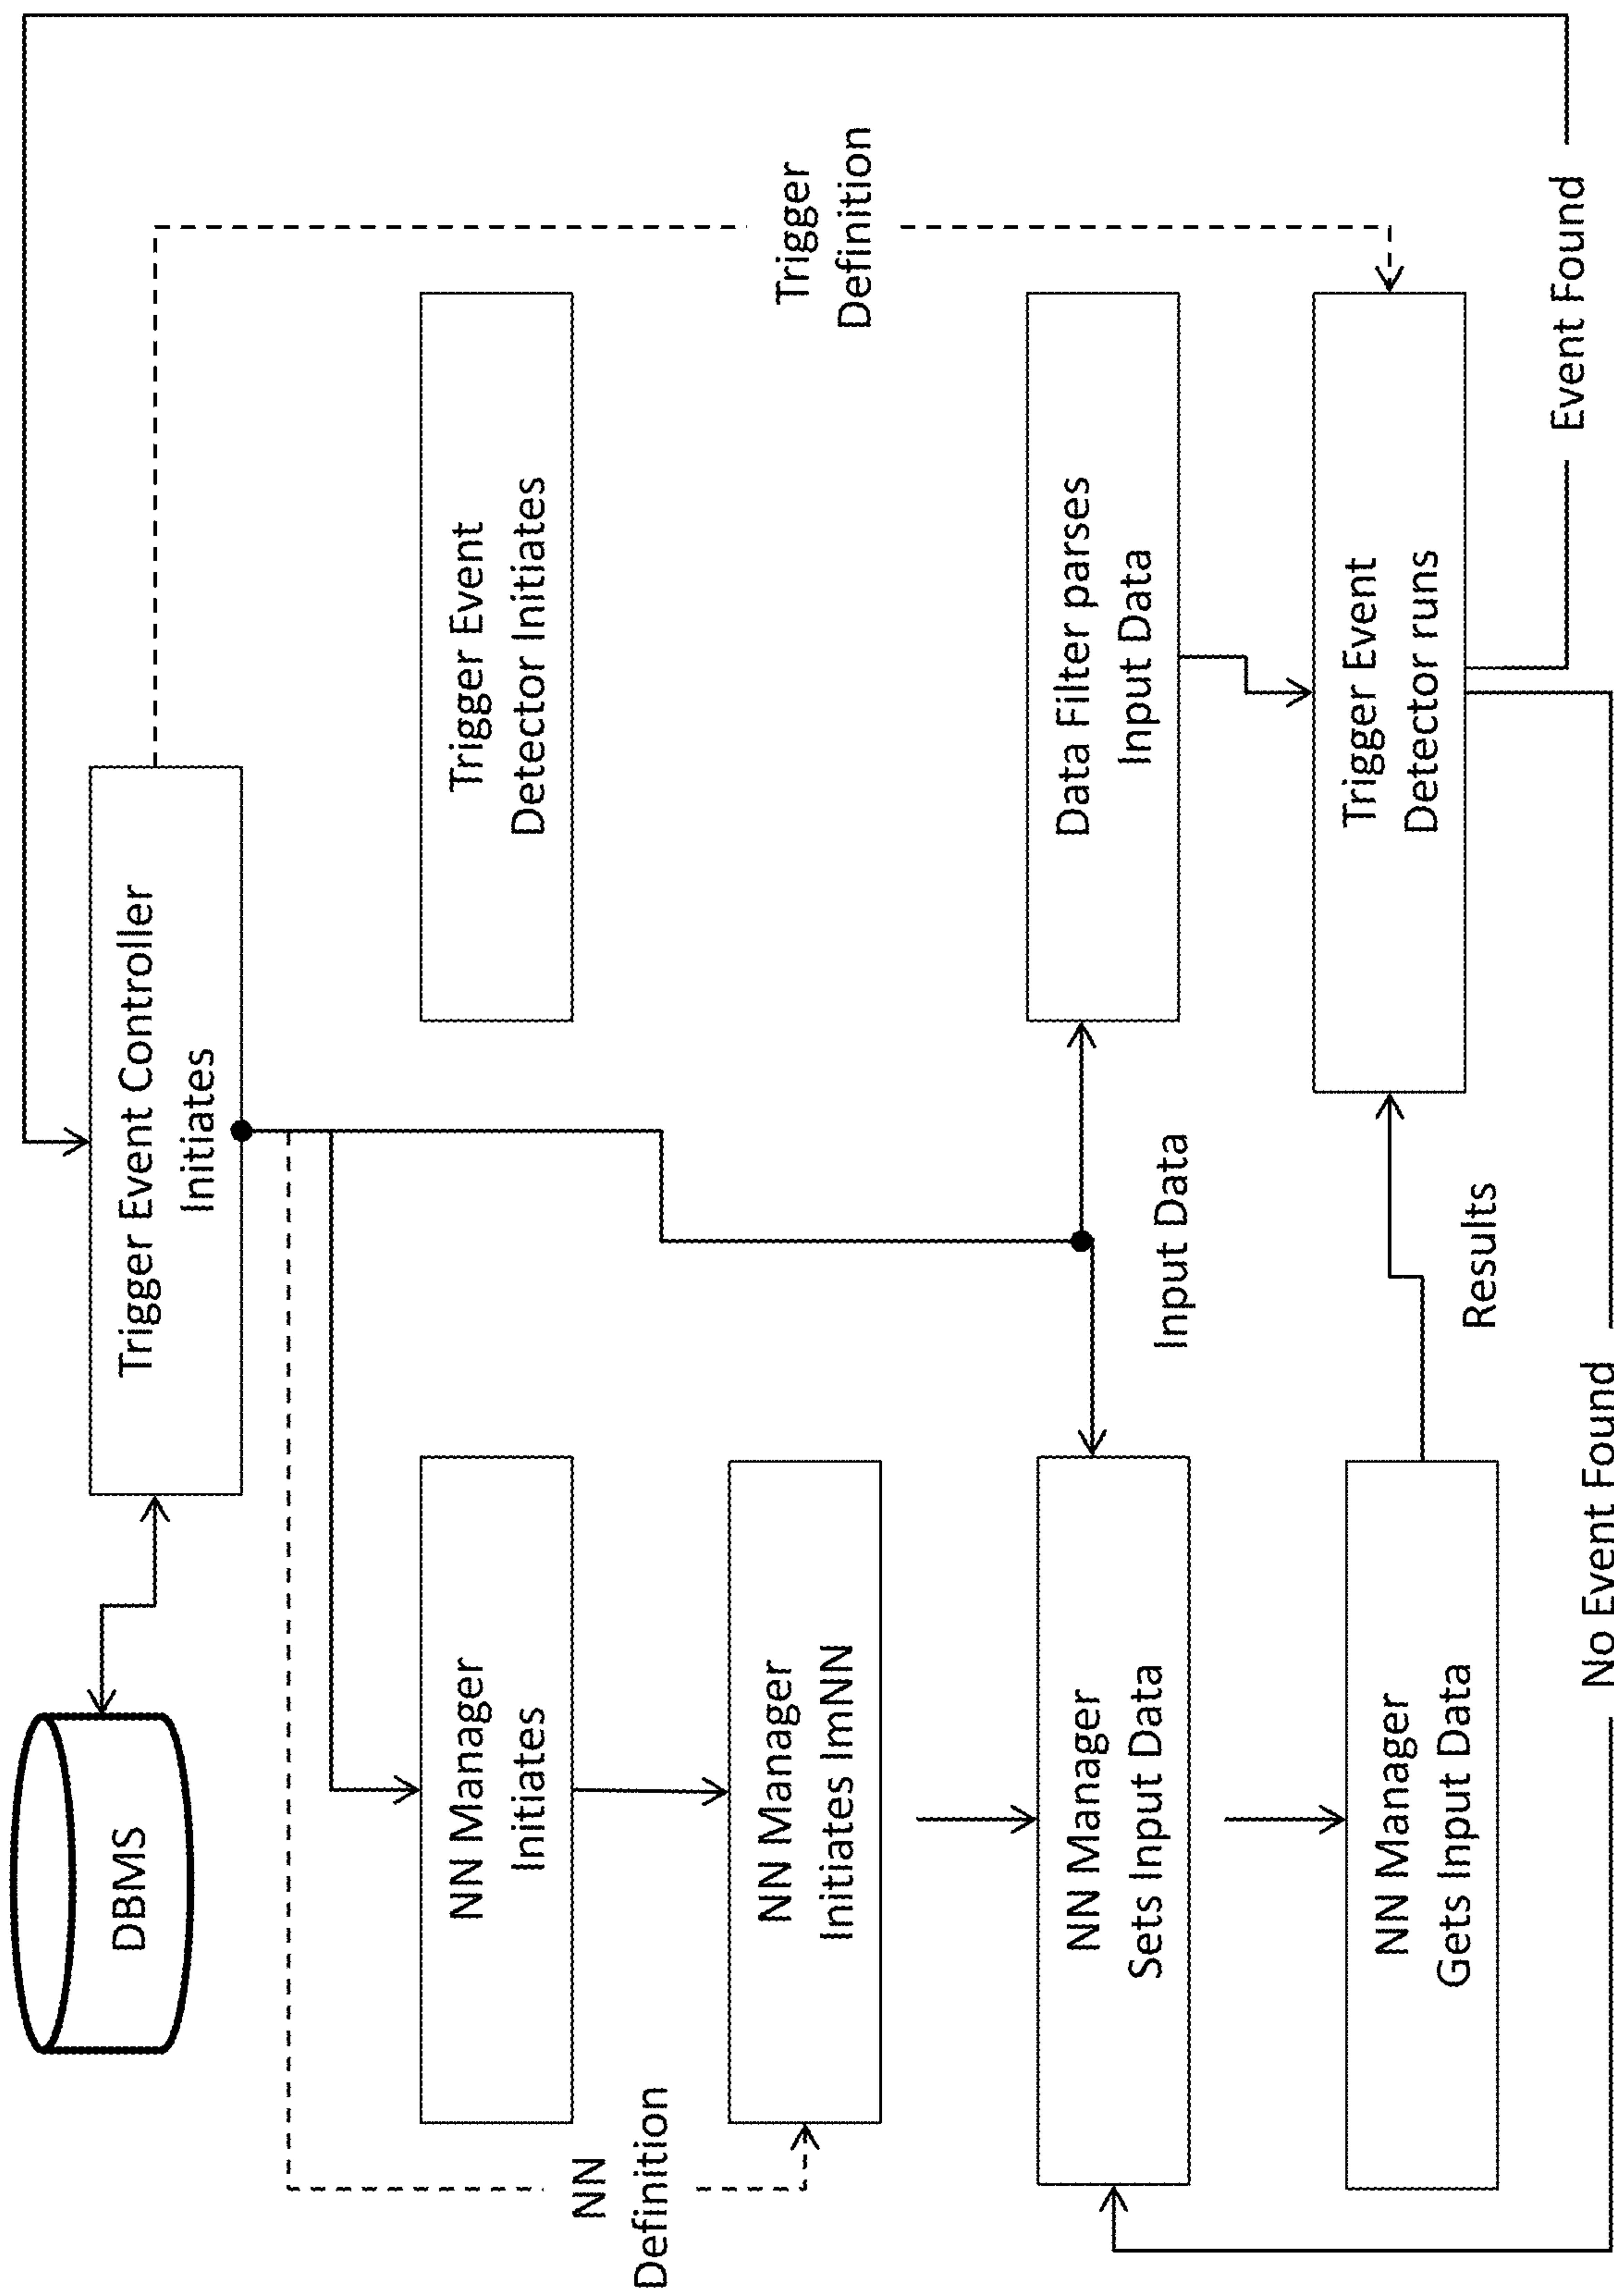 DBMS
Trigger Event Controller
Initiates
NN
Definition
NN Manager
Initiates
Trigger Event
Detector Initiates
NN Manager
Initiates ImNN
Trigger
Definition
NN Manager
Sets Input Data
Input Data
Data Filter parses
Input Data
NN Manager
Gets Input Data
Results
Trigger Event
Detector runs
No Event Found
Event Found